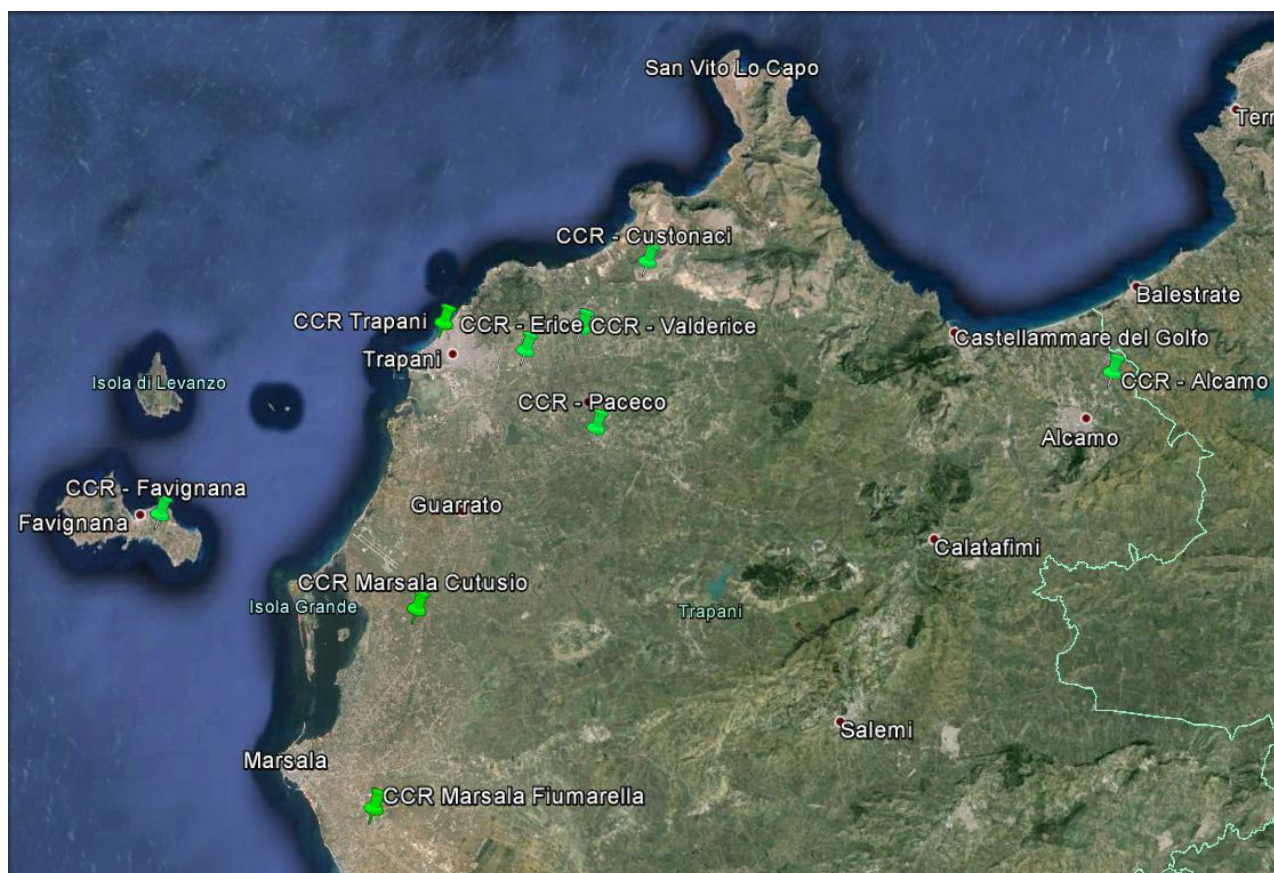 San Vito Lo Capo
Terr
CCR - Custonaci
Balestrate
CCR Trapani
CCR - Erice
CCR - Valderice
Castellammare del Golfo
Trapani
Isola di Levanzo
CCR - Alcamo
CCR - Paceco
Alcamo
CCR - Favignana
Guarrato
Favignana
Calatafimi
CCR Marsala Cutusio
Isola Grande
Trapani
Salemi
Marsala
CCR Marsala Fiumarella